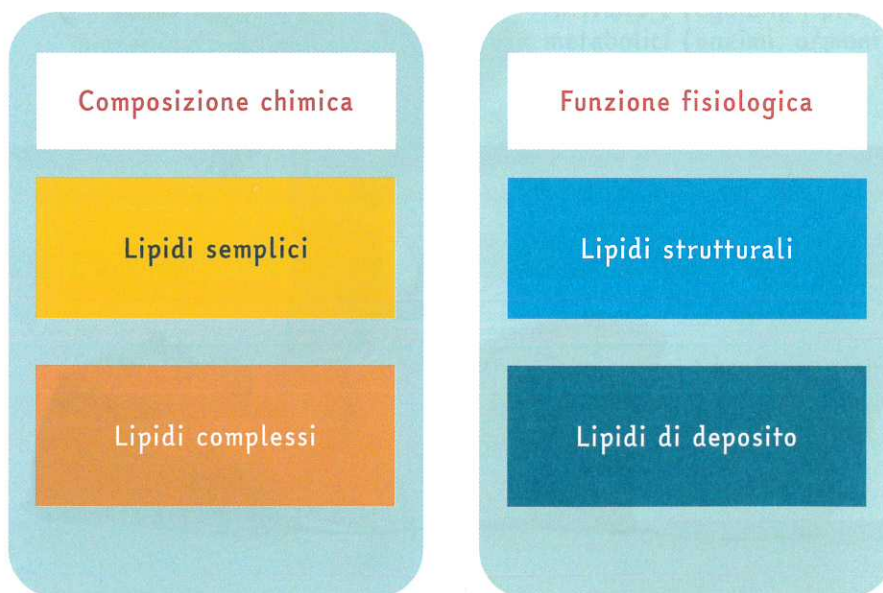 Composizione chimica
Lipidi semplici
Lipidi complessi
Funzione fisiologica
Lipidi strutturali
Lipidi di deposito